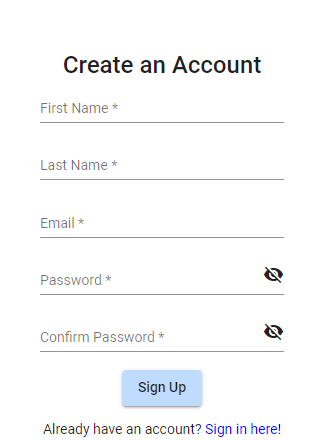 Create an Account
First Name *
Last Name *
Email *
Password *
Confirm Password *
Sign Up
Already have an account? Sign in here!